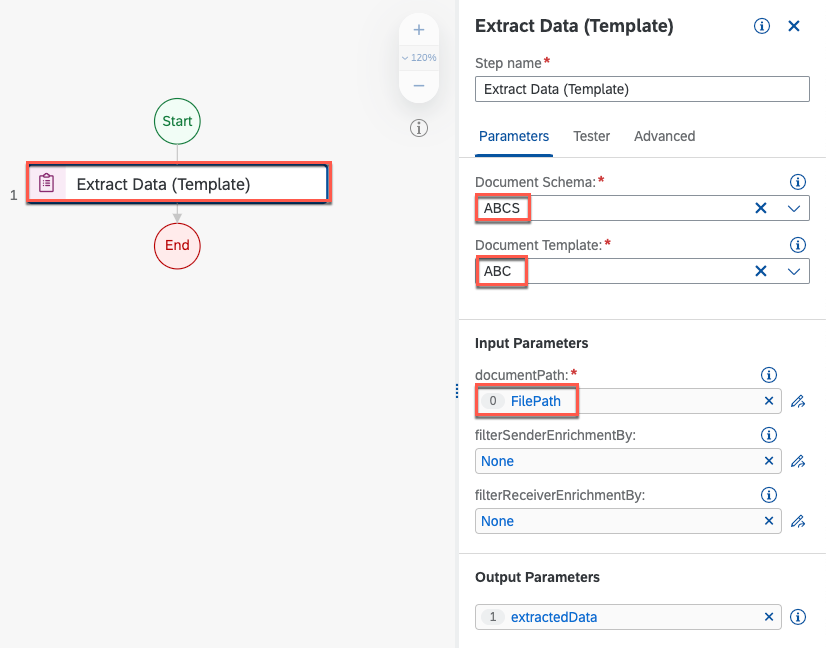 120%
Start
1
Extract Data (Template)
End
Extract Data (Template)
Step name*
Extract Data (Template)
Parameters
Tester
Advanced
Document Schema:*
ABCS
Document Template:*
ABC
Input Parameters
documentPath:*
0 FilePath
filterSenderEnrichmentBy:
None
filterReceiverEnrichmentBy:
None
Output Parameters
1 extractedData